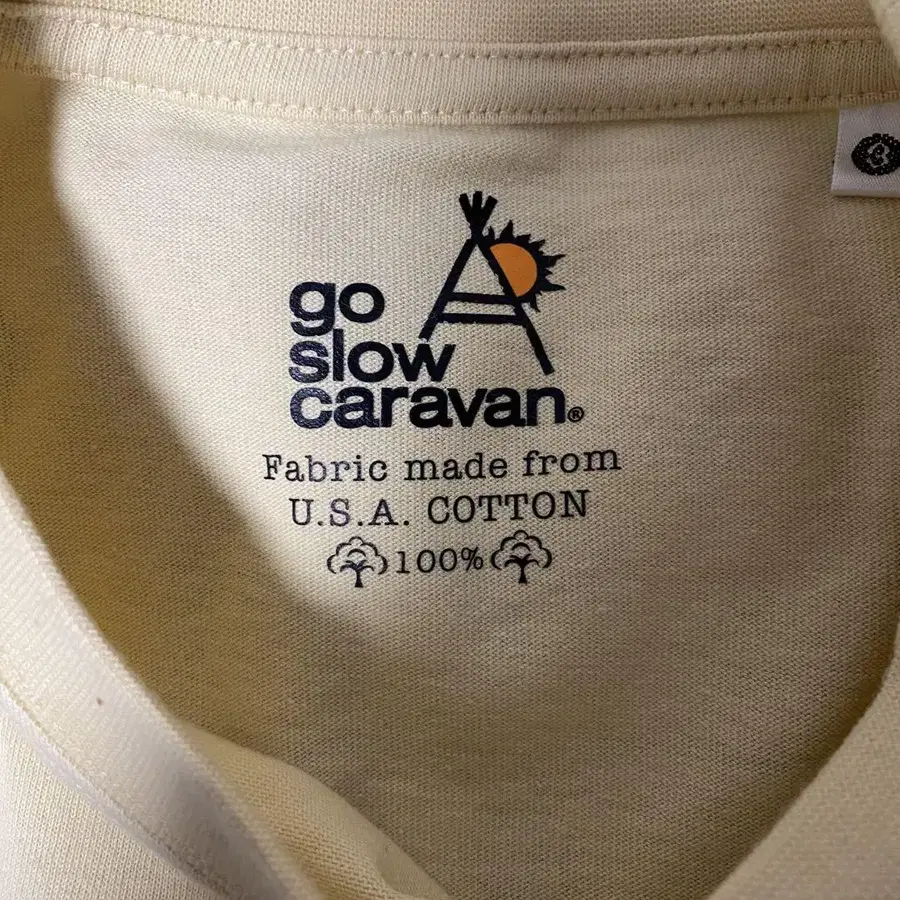 go
slow
caravan®
Fabric made from
U.S.A. COTTON
100%